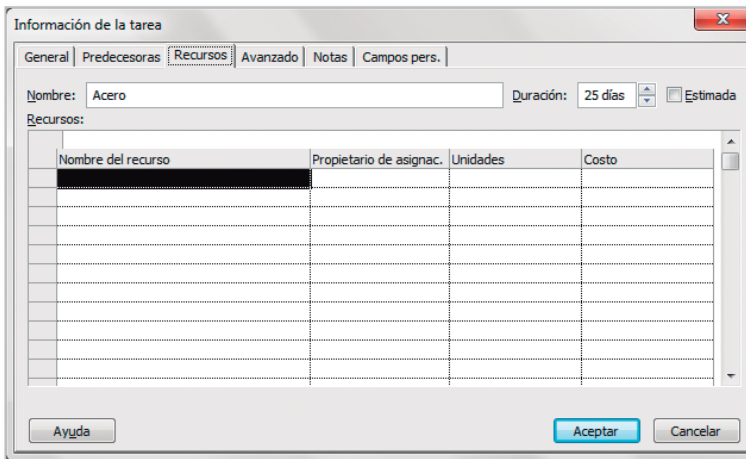 Información de la tarea
General Predecesoras Recursos Avanzado Notas Campos pers.
Nombre: Acero Duración: 25 días Estimada
Recursos:
Nombre del recurso Propietario de asignac. Unidades Costo
Ayuda Aceptar Cancelar